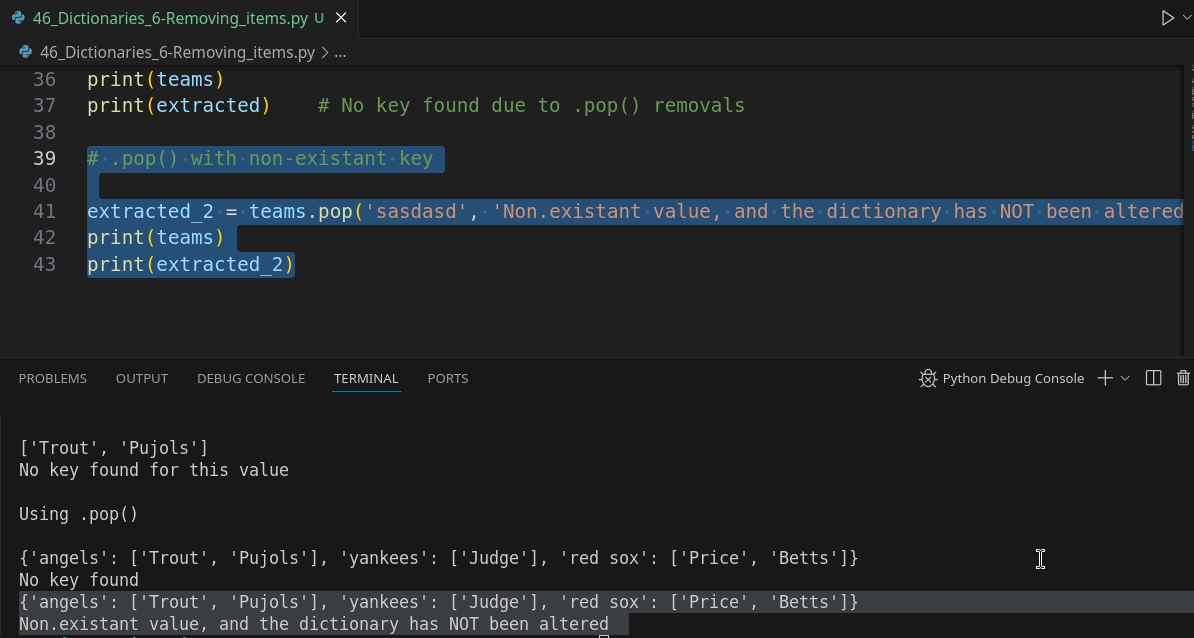 46_Dictionaries_6-Removing_items.py U
46_Dictionaries_6-Removing_items.py > ...
36 print(teams)
37 print(extracted)    # No key found due to .pop() removals
38
39 # .pop() with non-existant key
40
41 extracted_2 = teams.pop('sasdasd', 'Non.existant value, and the dictionary has NOT been altered
42 print(teams)
43 print(extracted_2)
PROBLEMS OUTPUT DEBUG CONSOLE TERMINAL PORTS Python Debug Console
['Trout', 'Pujols']
No key found for this value
Using .pop()
{'angels': ['Trout', 'Pujols'], 'yankees': ['Judge'], 'red sox': ['Price', 'Betts']}
No key found
{'angels': ['Trout', 'Pujols'], 'yankees': ['Judge'], 'red sox': ['Price', 'Betts']}
Non.existant value, and the dictionary has NOT been altered